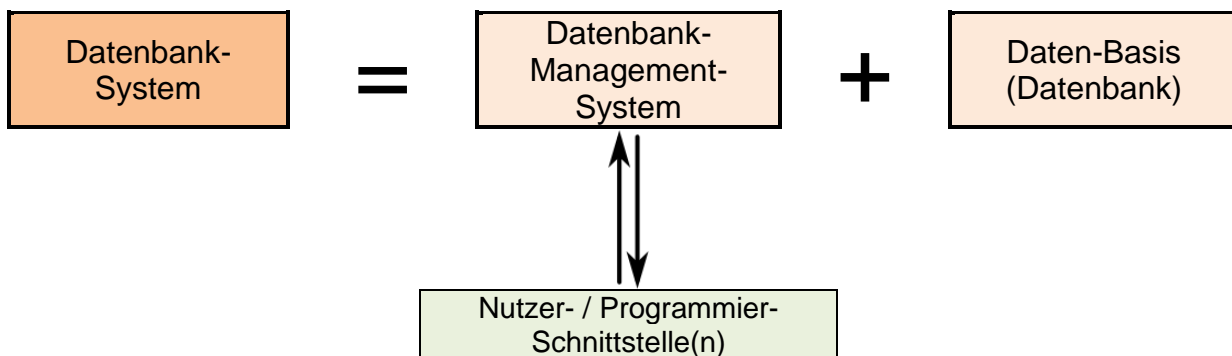 Datenbank-
System
=
Datenbank-
Management-
System
+
Daten-Basis
(Datenbank)
Nutzer- / Programmier-
Schnittstelle(n)